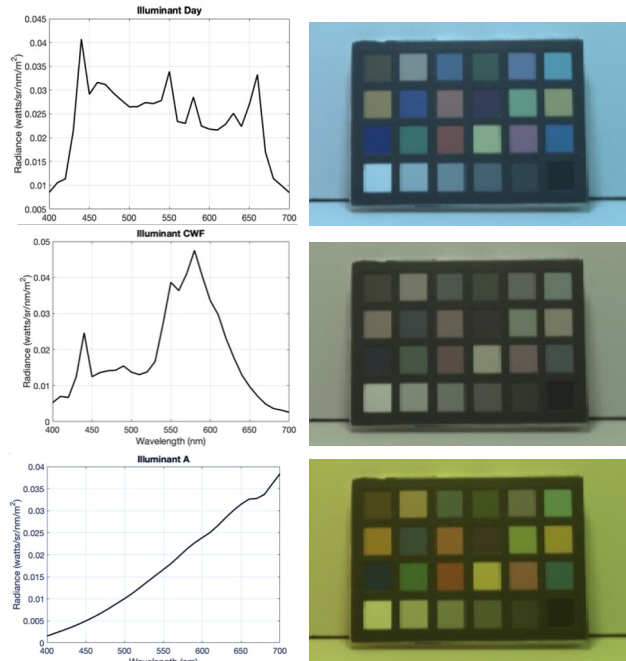 Illuminant Day
0.045
0.04
0.035
0.03
0.025
0.02
0.015
0.01
0.005
400 450 500 550 600 650 700
Radiance (watts/sr/nm/m²)
Illuminant CWF
0.05
0.04
0.03
0.02
0.01
0
400 450 500 550 600 650 700
Wavelength (nm)
Radiance (watts/sr/nm/m²)
Illuminant A
0.04
0.035
0.03
0.025
0.02
0.015
0.01
0.005
0
400 450 500 550 600 650 700
Wavelength (nm)
Radiance (watts/sr/nm/m²)